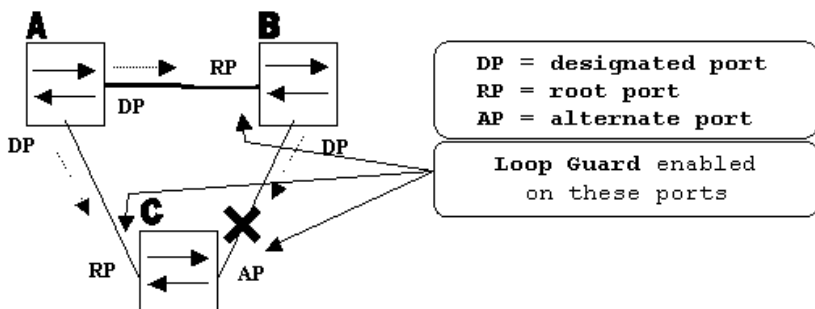 A
B
RP
DP
DP
DP
C
RP
AP
DP = designated port
RP = root port
AP = alternate port
Loop Guard enabled
on these ports